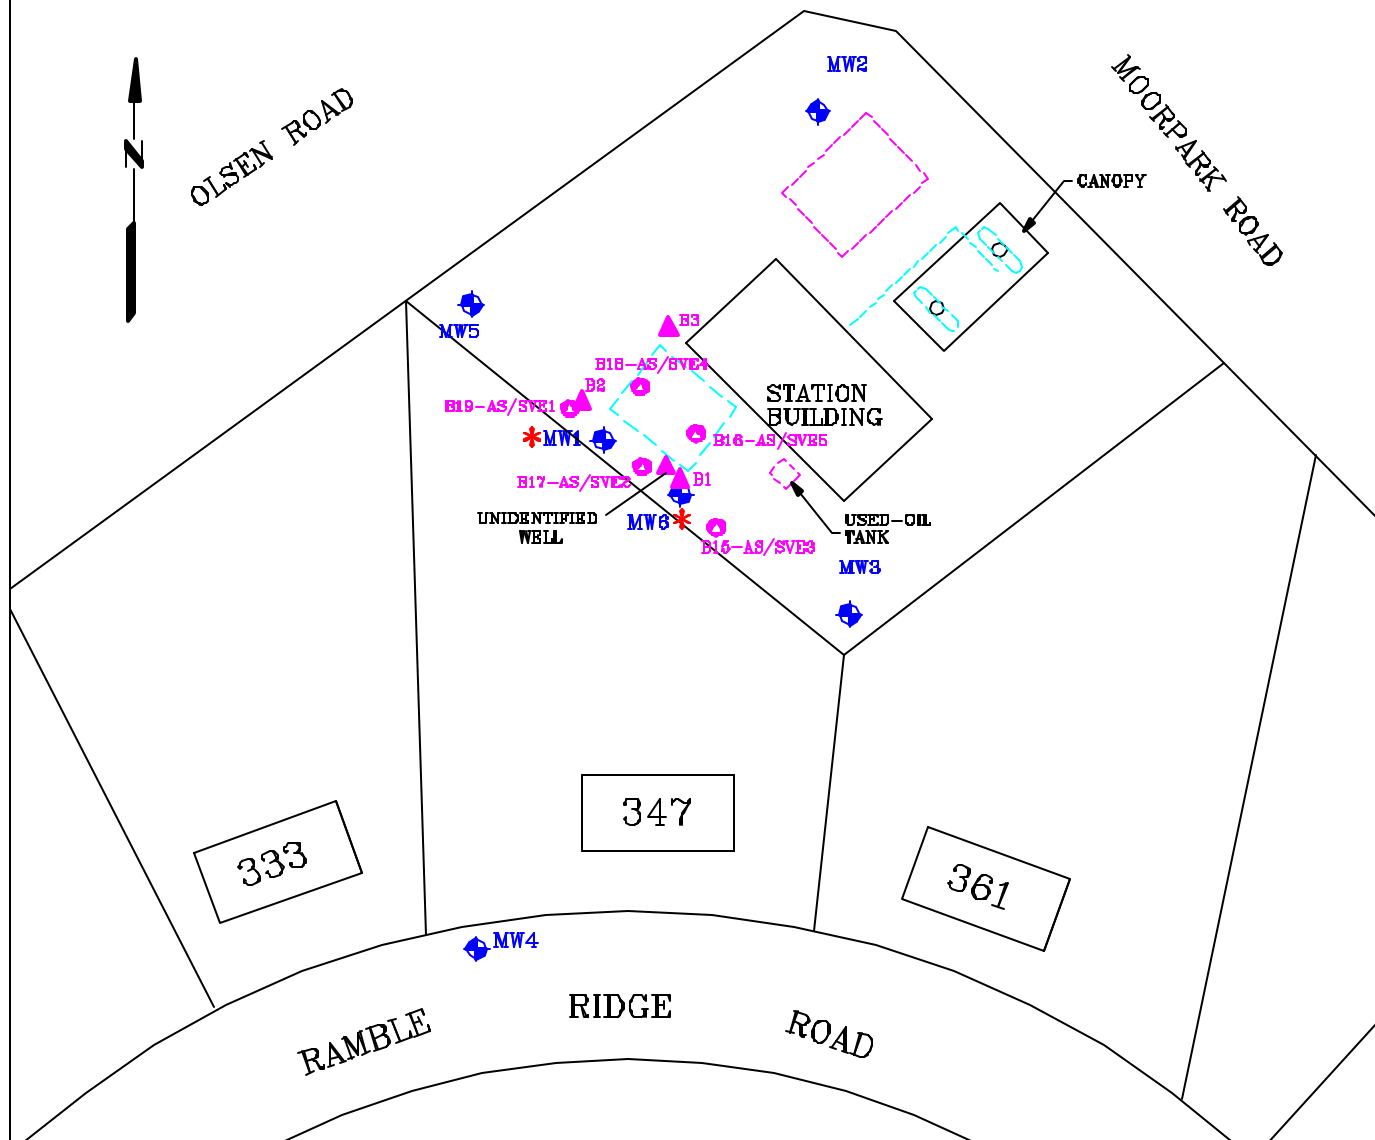 MW2
MOORPARK ROAD
OLSEN ROAD
N
CANOPY
MW5
B3
B18-AS/SVE4
B2
B19-AS/SVE1
STATION
BUILDING
MW1
B16-AS/SVE5
B17-AS/SVE2
B1
UNIDENTIFIED
WELL
MW6
USED-OIL
TANK
B15-AS/SVE3
MW3
347
333
361
MW4
RAMBLE RIDGE ROAD